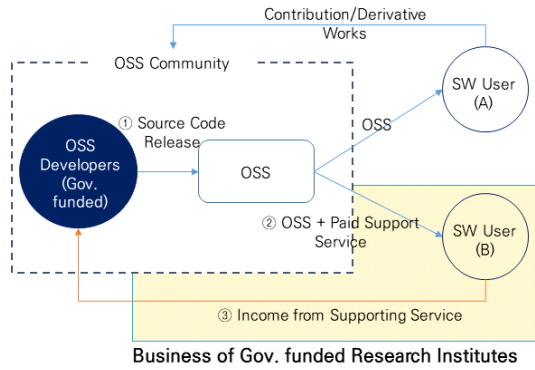 Contribution/Derivative
Works
OSS Community
SW User
(A)
① Source Code
Release
OSS
OSS
Developers
(Gov.
funded)
OSS
② OSS + Paid Support
Service
SW User
(B)
③ Income from Supporting Service
Business of Gov. funded Research Institutes